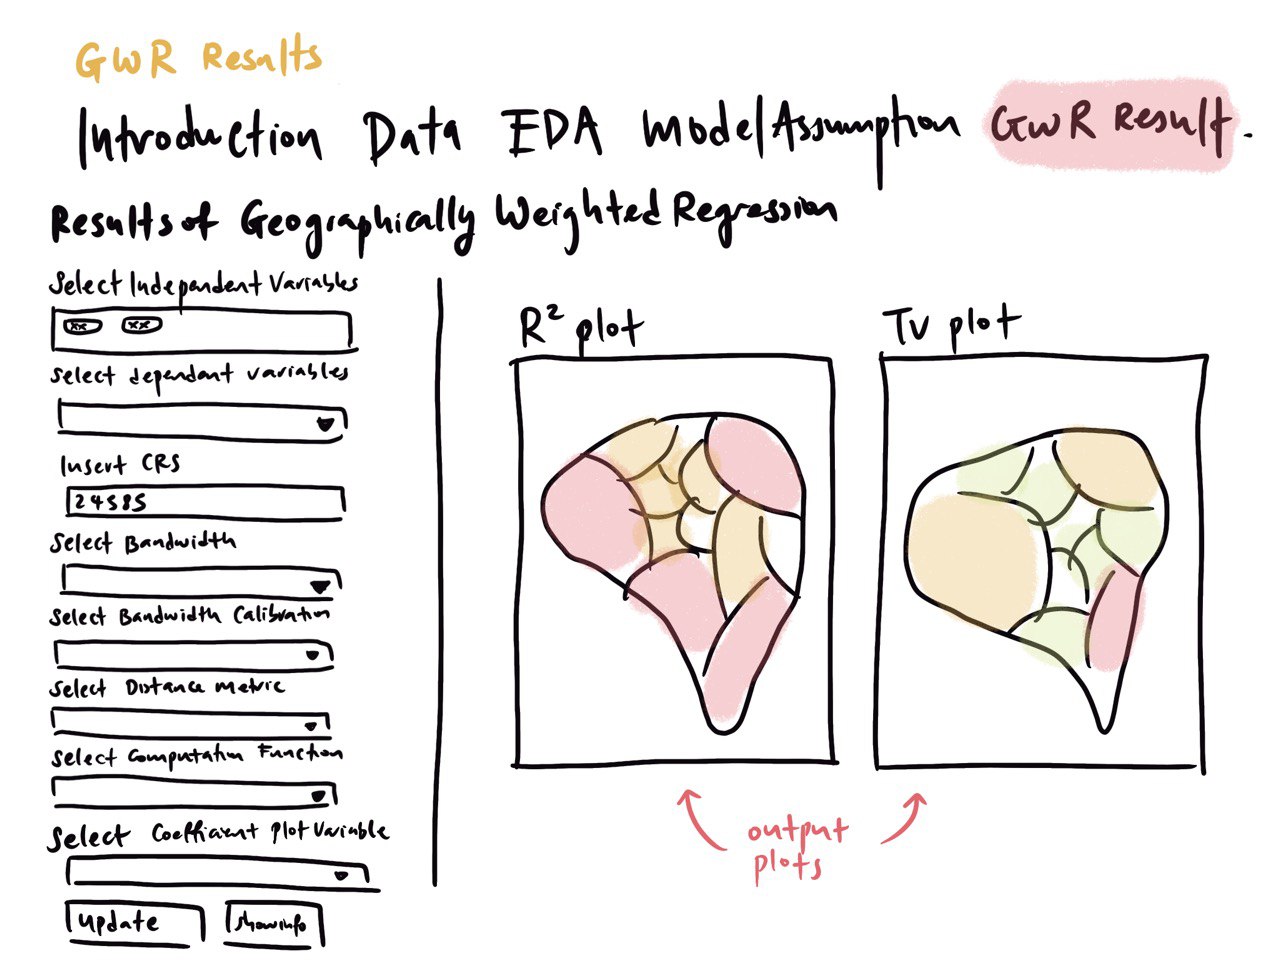 GWR Results
Introduction Data EDA Model Assumption GWR Result.
Results of Geographically Weighted Regression
Select Independent Variables
xx xx
Select dependant variables
Insert CRS
24585
Select Bandwidth
Select Bandwidth Calibration
Select Distance metric
Select Computation Function
Select Coefficient Plot Variable
Update Show info
R² plot
TV plot
output
plots